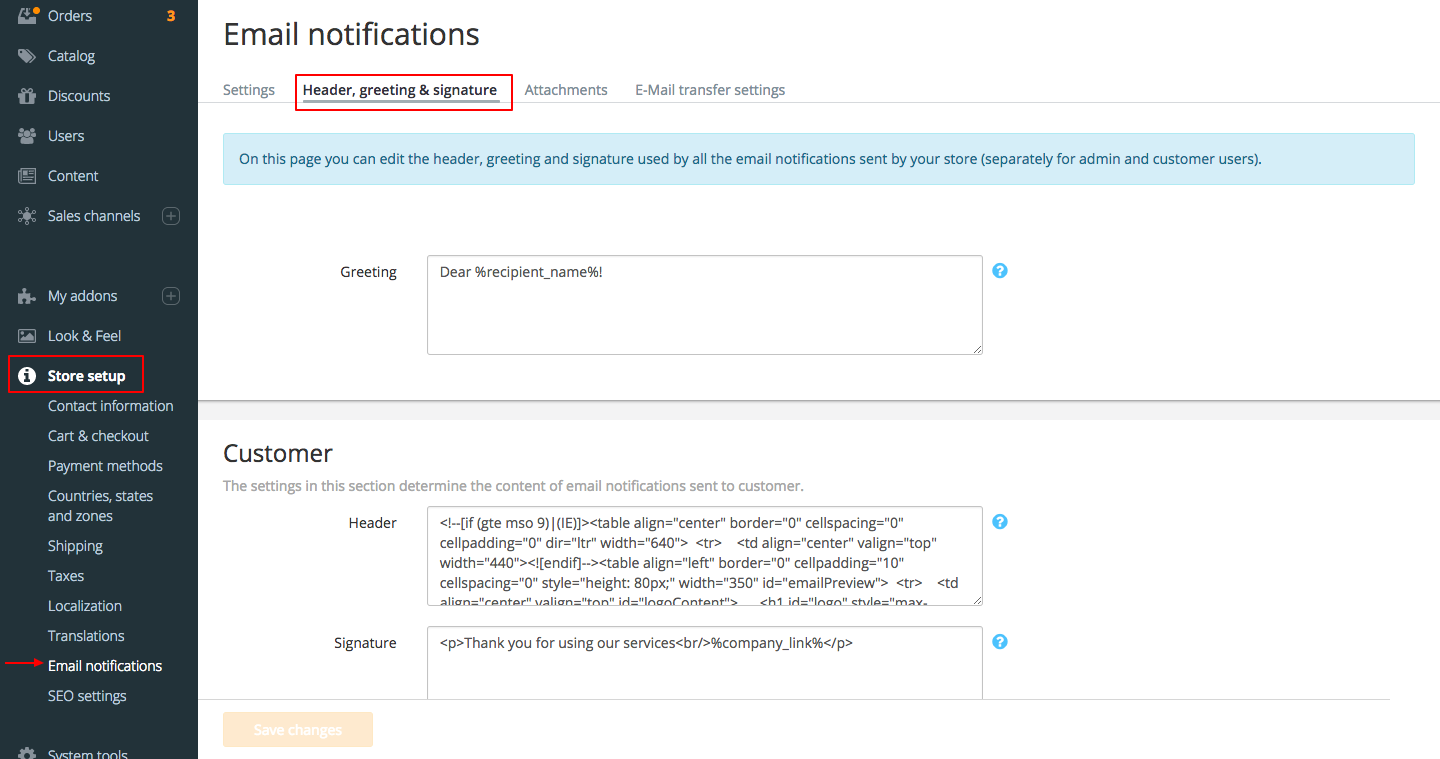 Orders 3
Catalog
Discounts
Users
Content
Sales channels
My addons
Look & Feel
Store setup
Contact information
Cart & checkout
Payment methods
Countries, states
and zones
Shipping
Taxes
Localization
Translations
Email notifications
SEO settings
System tools
Email notifications
Settings Header, greeting & signature Attachments E-Mail transfer settings
On this page you can edit the header, greeting and signature used by all the email notifications sent by your store (separately for admin and customer users).
Greeting Dear %recipient_name%! ?
Customer
The settings in this section determine the content of email notifications sent to customer.
Header <!--[if (gte mso 9)|(IE)]><table align="center" border="0" cellspacing="0" ?
cellpadding="0" dir="ltr" width="640"> <tr> <td align="center" valign="top"
width="440"><![endif]--><table align="left" border="0" cellpadding="10"
cellspacing="0" style="height: 80px;" width="350" id="emailPreview"> <tr> <td
align="center" valign="top" id="logoContent"> <h1 id="logo" style="max-
Signature <p>Thank you for using our services<br/>%company_link%</p> ?
Save changes